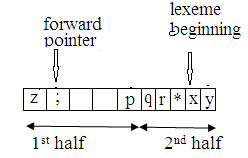 forward
pointer
lexeme
beginning
z ; p q r * x y
1st half
2nd half